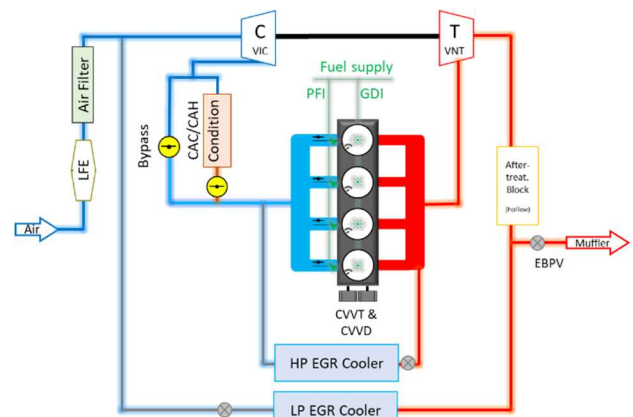 C
VIC
T
VNT
Fuel supply
PFI
GDI
Air Filter
Bypass
CAC/CAH
Condition
LFE
After-
treat.
Block
(hollow)
Air
Muffler
EBPV
CVVT &
CVVD
HP EGR Cooler
LP EGR Cooler